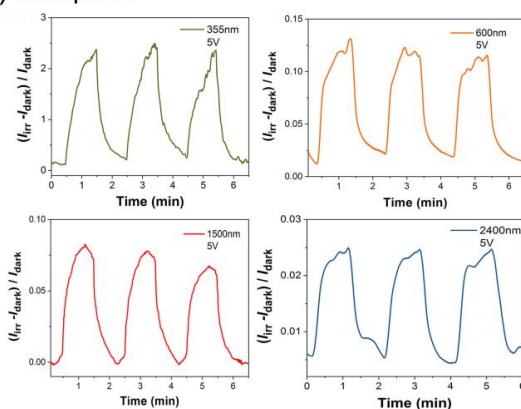 355nm
5V
3
2
1
0
(Iirr -Idark) / Idark
0 1 2 3 4 5 6
Time (min)
600nm
5V
0.15
0.10
0.05
0.00
(Iirr -Idark) / Idark
1 2 3 4 5 6
Time (min)
1500nm
5V
0.10
0.05
0.00
(Iirr -Idark) / Idark
1 2 3 4 5 6
Time (min)
2400nm
5V
0.03
0.02
0.01
(Iirr -Idark) / Idark
0 1 2 3 4 5 6
Time (min)